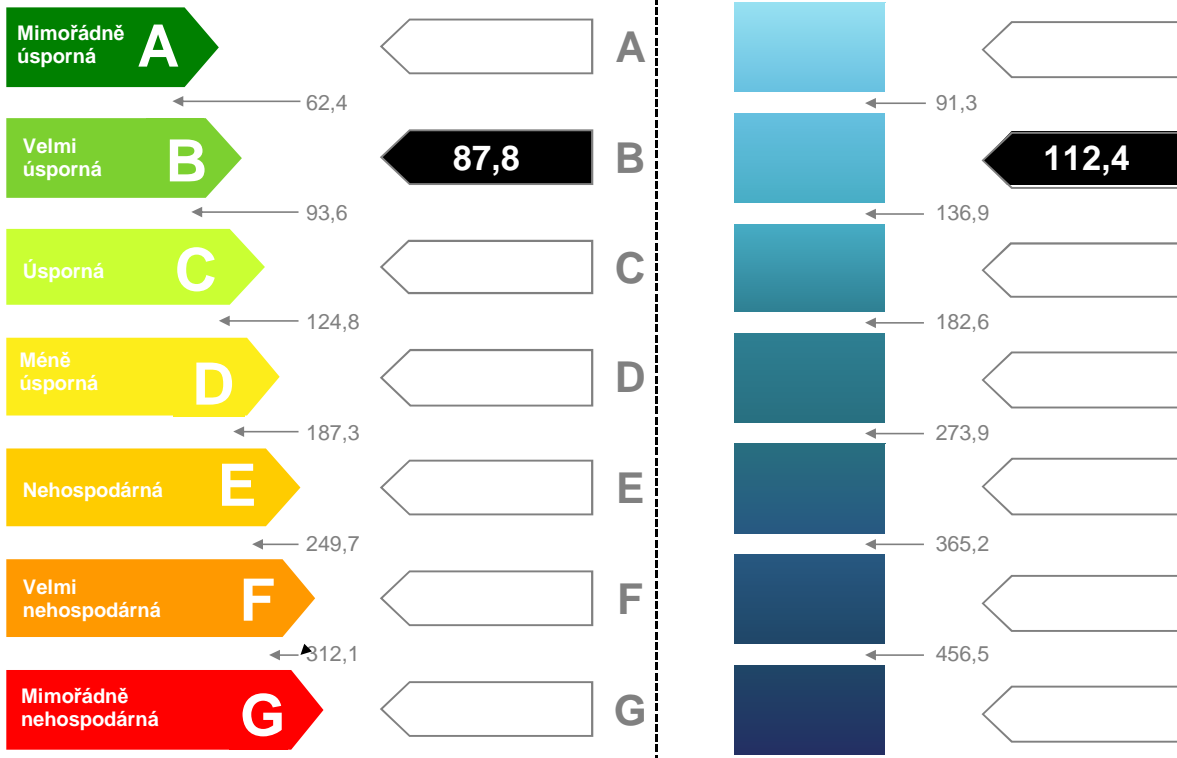 Mimořádně
úsporná
A
A
62,4
91,3
Velmi
úsporná
B
87,8
B
112,4
93,6
136,9
Úsporná
C
C
124,8
182,6
Méně
úsporná
D
D
187,3
273,9
Nehospodárná
E
E
249,7
365,2
Velmi
nehospodárná
F
F
312,1
456,5
Mimořádně
nehospodárná
G
G